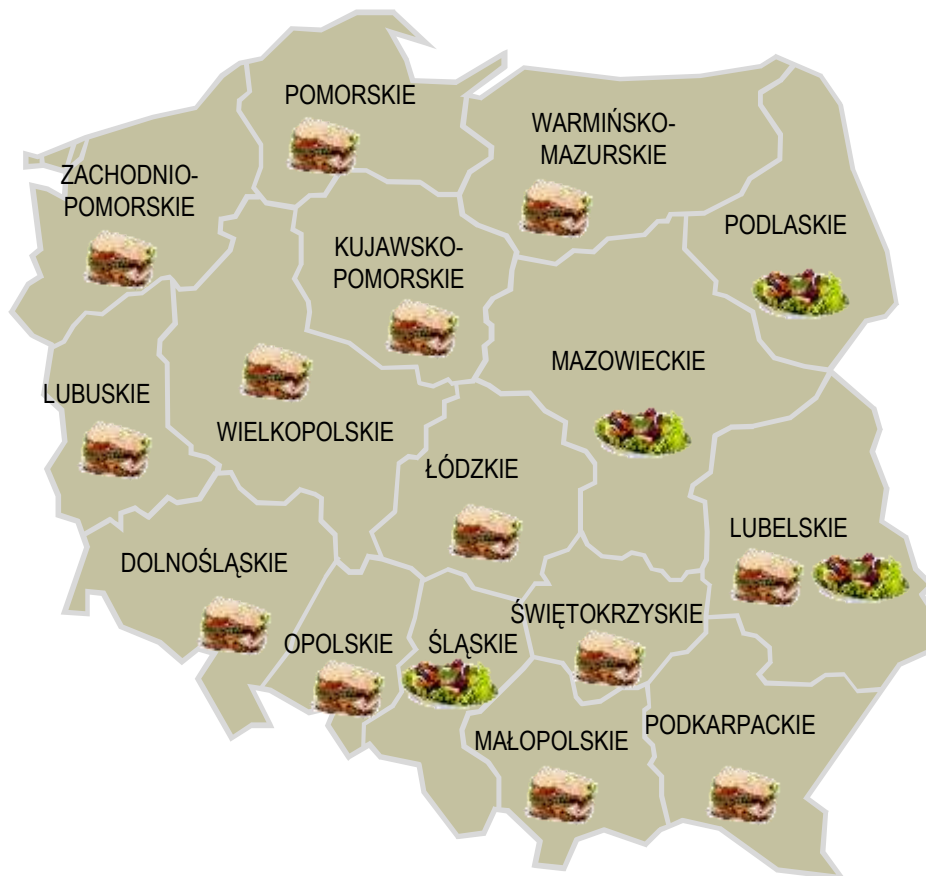 POMORSKIE
WARMIŃSKO-
MAZURSKIE
ZACHODNIO-
POMORSKIE
PODLASKIE
KUJAWSKO-
POMORSKIE
MAZOWIECKIE
LUBUSKIE
WIELKOPOLSKIE
ŁÓDZKIE
LUBELSKIE
DOLNOŚLĄSKIE
ŚWIĘTOKRZYSKIE
OPOLSKIE
ŚLĄSKIE
PODKARPACKIE
MAŁOPOLSKIE